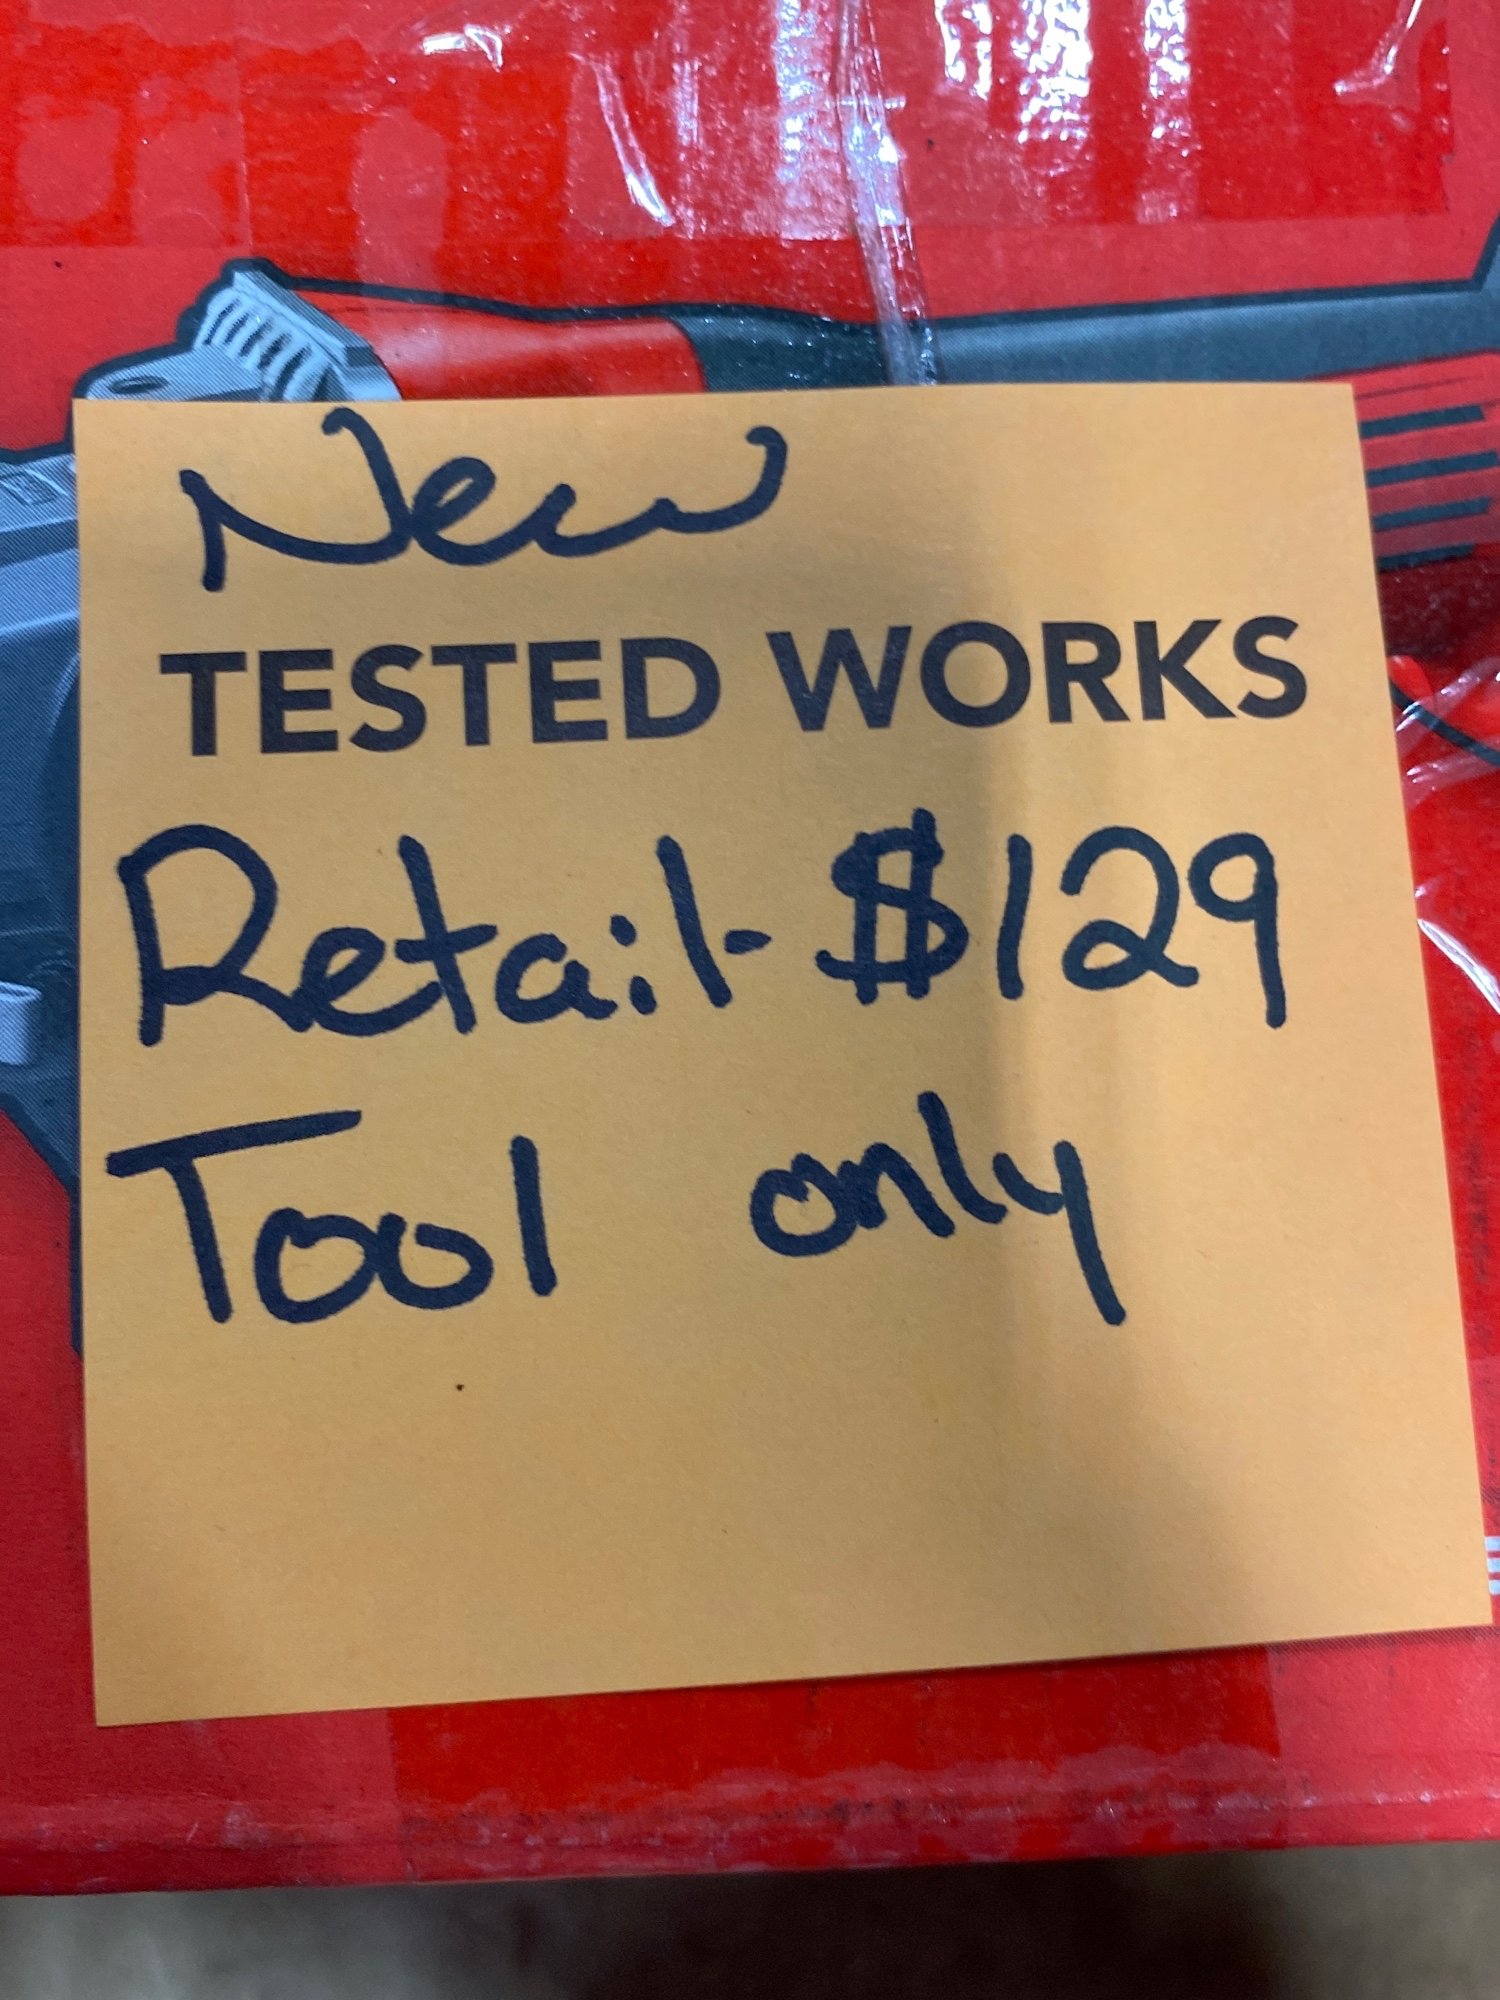 New
TESTED WORKS
Retail- $129
Tool only